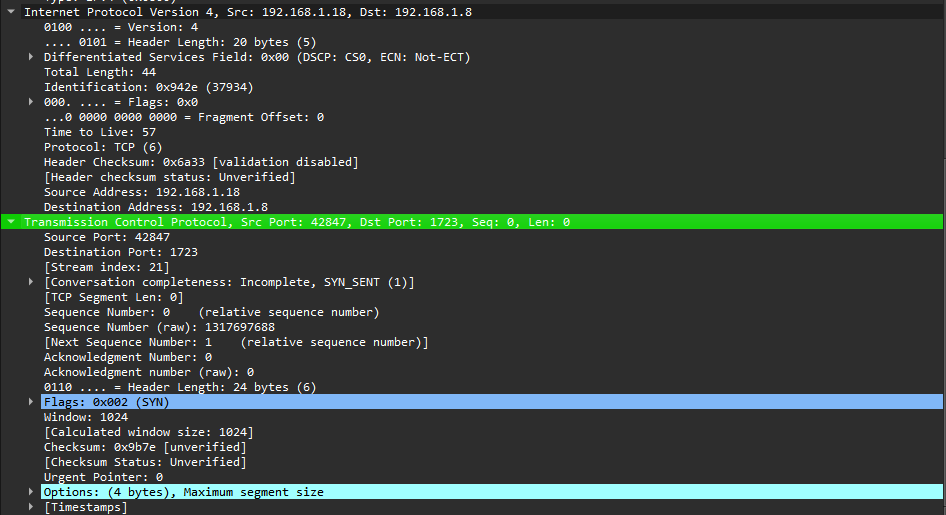 Internet Protocol Version 4, Src: 192.168.1.18, Dst: 192.168.1.8
0100 .... = Version: 4
.... 0101 = Header Length: 20 bytes (5)
Differentiated Services Field: 0x00 (DSCP: CS0, ECN: Not-ECT)
Total Length: 44
Identification: 0x942e (37934)
000. .... = Flags: 0x0
...0 0000 0000 0000 = Fragment Offset: 0
Time to Live: 57
Protocol: TCP (6)
Header Checksum: 0x6a33 [validation disabled]
[Header checksum status: Unverified]
Source Address: 192.168.1.18
Destination Address: 192.168.1.8
Transmission Control Protocol, Src Port: 42847, Dst Port: 1723, Seq: 0, Len: 0
Source Port: 42847
Destination Port: 1723
[Stream index: 21]
[Conversation completeness: Incomplete, SYN_SENT (1)]
[TCP Segment Len: 0]
Sequence Number: 0    (relative sequence number)
Sequence Number (raw): 1317697688
[Next Sequence Number: 1    (relative sequence number)]
Acknowledgment Number: 0
Acknowledgment number (raw): 0
0110 .... = Header Length: 24 bytes (6)
Flags: 0x002 (SYN)
Window: 1024
[Calculated window size: 1024]
Checksum: 0x9b7e [unverified]
[Checksum Status: Unverified]
Urgent Pointer: 0
Options: (4 bytes), Maximum segment size
[Timestamps]